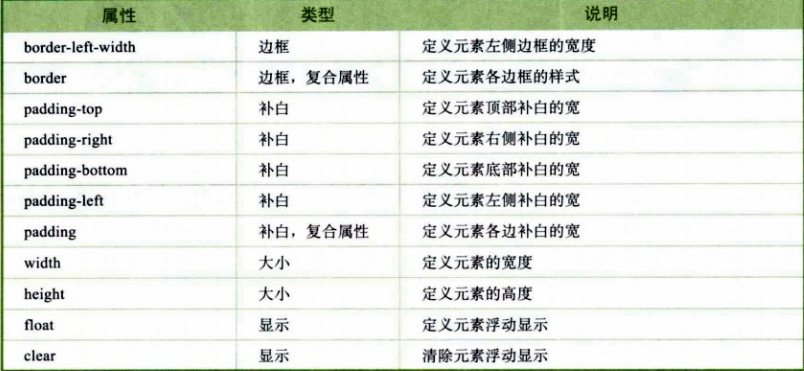 属性 类型 说明
border-left-width 边框 定义元素左侧边框的宽度
border 边框，复合属性 定义元素各边框的样式
padding-top 补白 定义元素顶部补白的宽
padding-right 补白 定义元素右侧补白的宽
padding-bottom 补白 定义元素底部补白的宽
padding-left 补白 定义元素左侧补白的宽
padding 补白，复合属性 定义元素各边补白的宽
width 大小 定义元素的宽度
height 大小 定义元素的高度
float 显示 定义元素浮动显示
clear 显示 清除元素浮动显示